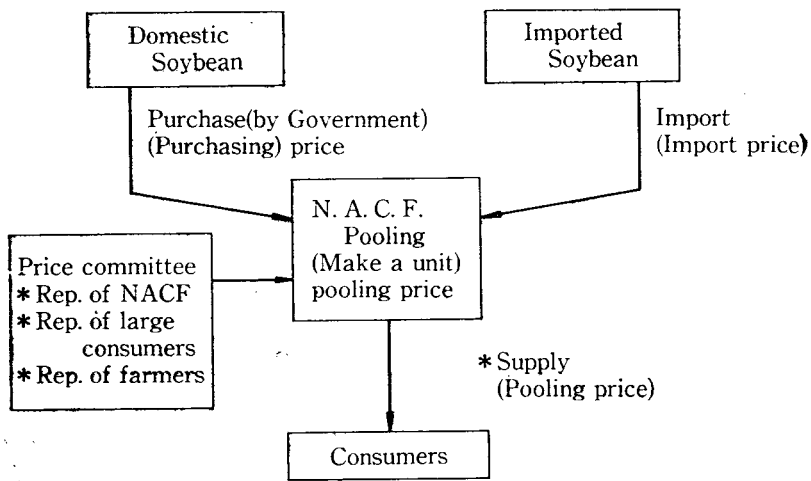 Domestic
Soybean
Imported
Soybean
Purchase(by Government)
(Purchasing) price
Import
(Import price)
N. A. C. F.
Pooling
(Make a unit)
pooling price
Price committee
* Rep. of NACF
* Rep. of large
consumers
* Rep. of farmers
* Supply
(Pooling price)
Consumers